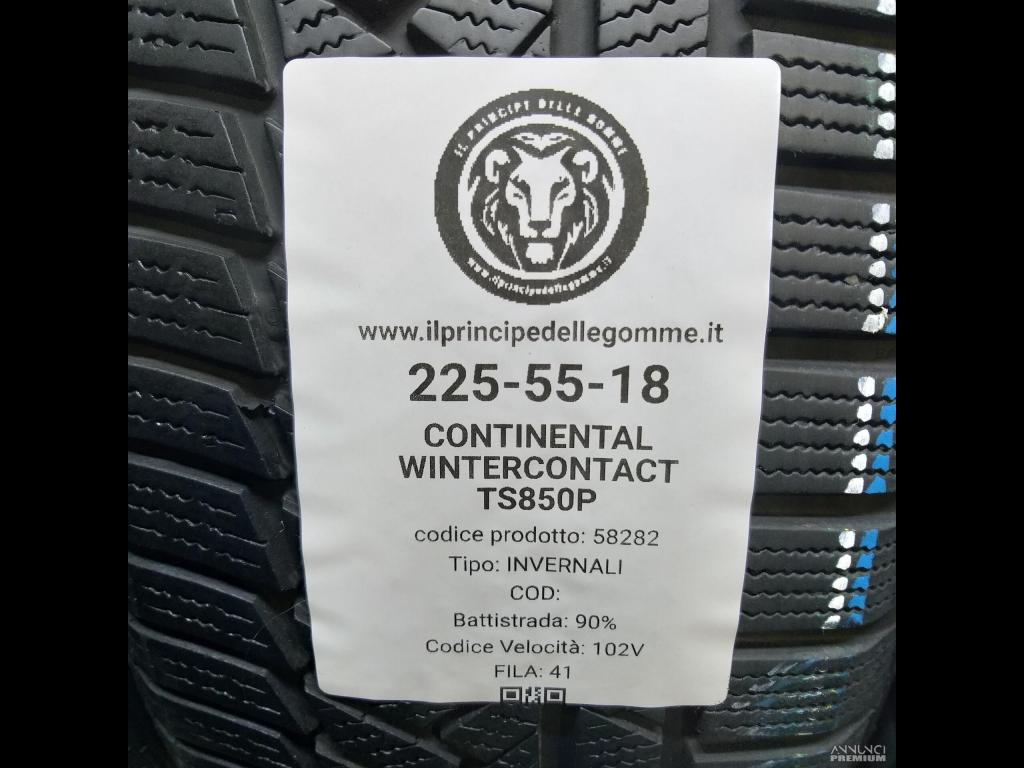 IL PRINCIPE DELLE GOMME
www.ilprincipedellegomme.it
www.ilprincipedellegomme.it
225-55-18
CONTINENTAL
WINTERCONTACT
TS850P
codice prodotto: 58282
Tipo: INVERNALI
COD:
Battistrada: 90%
Codice Velocità: 102V
FILA: 41
ANNUNCI
PREMIUM